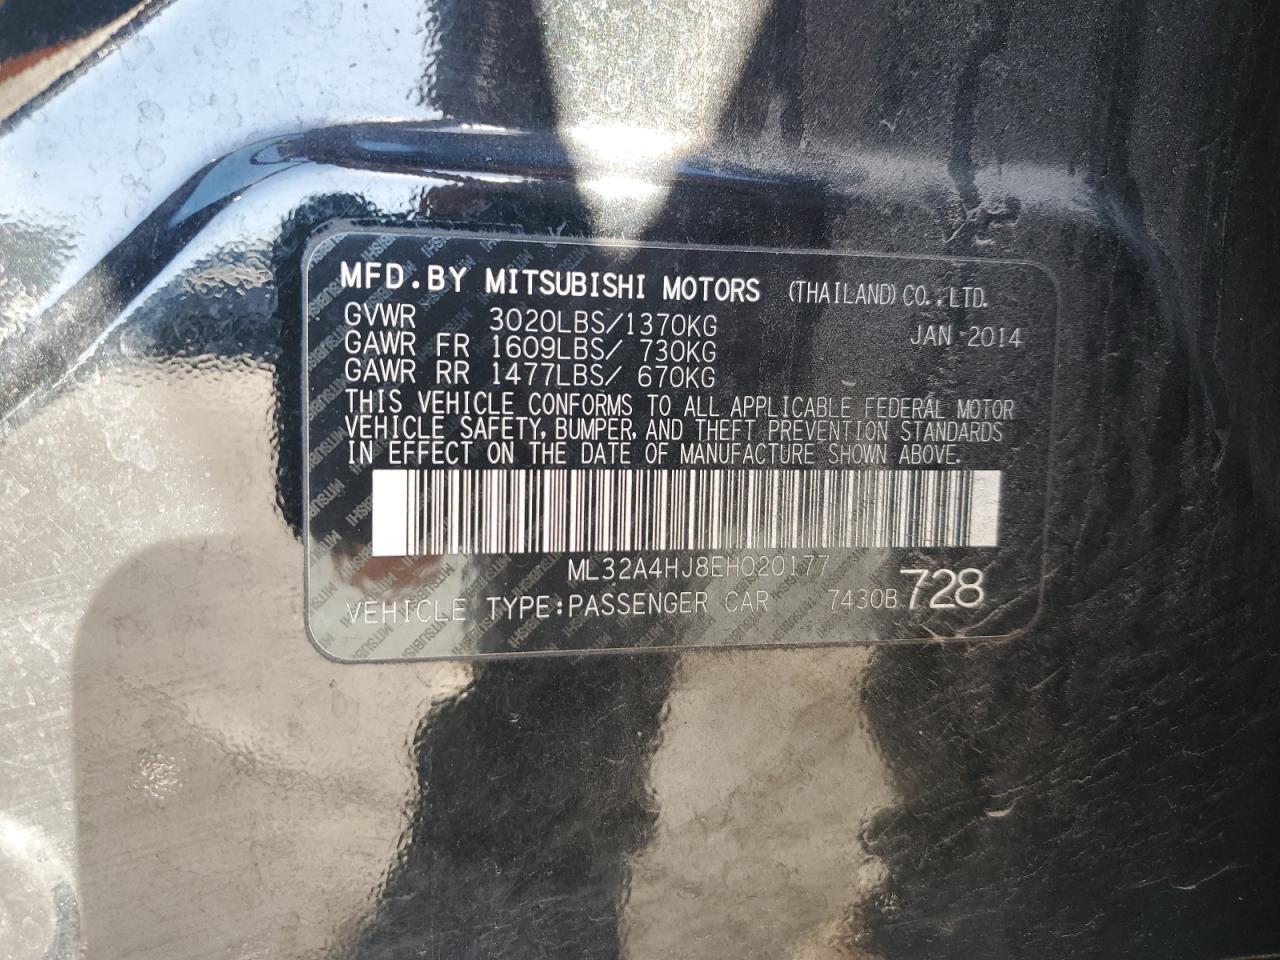 MFD.BY MITSUBISHI MOTORS (THAILAND) CO., LTD.
GVWR 3020LBS/1370KG JAN 2014
GAWR FR 1609LBS/ 730KG
GAWR RR 1477LBS/ 670KG
THIS VEHICLE CONFORMS TO ALL APPLICABLE FEDERAL MOTOR
VEHICLE SAFETY, BUMPER, AND THEFT PREVENTION STANDARDS
IN EFFECT ON THE DATE OF MANUFACTURE SHOWN ABOVE.
ML32A4HJ8EH020177
VEHICLE TYPE:PASSENGER CAR 7430B 728